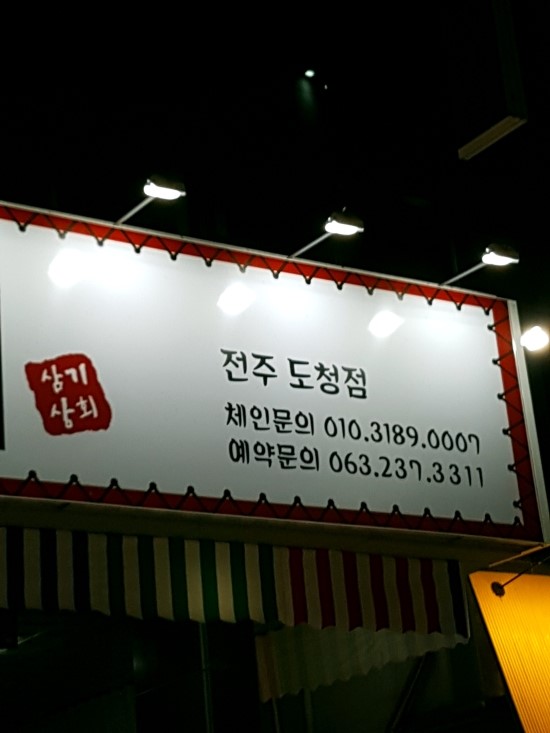 상기
상회
전주 도청점
체인문의 010.3189.0007
예약문의 063.237.3311